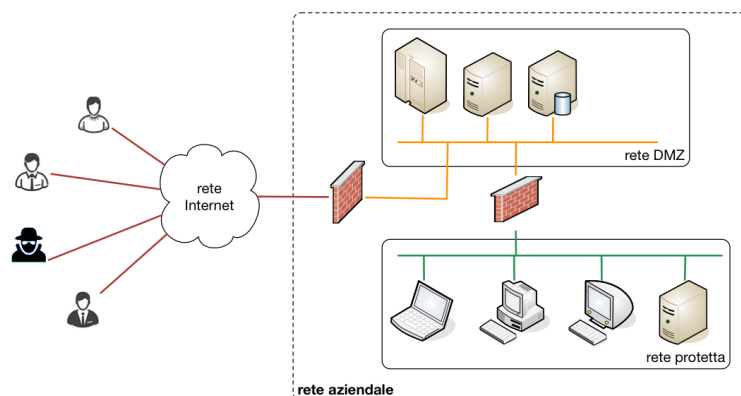 rete DMZ
rete
Internet
rete protetta
rete aziendale